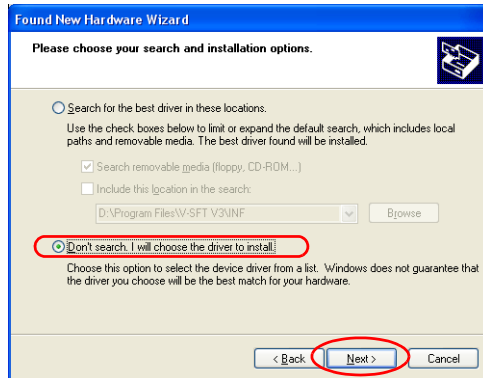 Found New Hardware Wizard
Please choose your search and installation options.
Search for the best driver in these locations.
Use the check boxes below to limit or expand the default search, which includes local
paths and removable media. The best driver found will be installed.
Search removable media (floppy, CD-ROM...)
Include this location in the search:
D:\Program Files\V-SFT V3\INF
Browse
Don't search. I will choose the driver to install.
Choose this option to select the device driver from a list. Windows does not guarantee that
the driver you choose will be the best match for your hardware.
< Back Next > Cancel